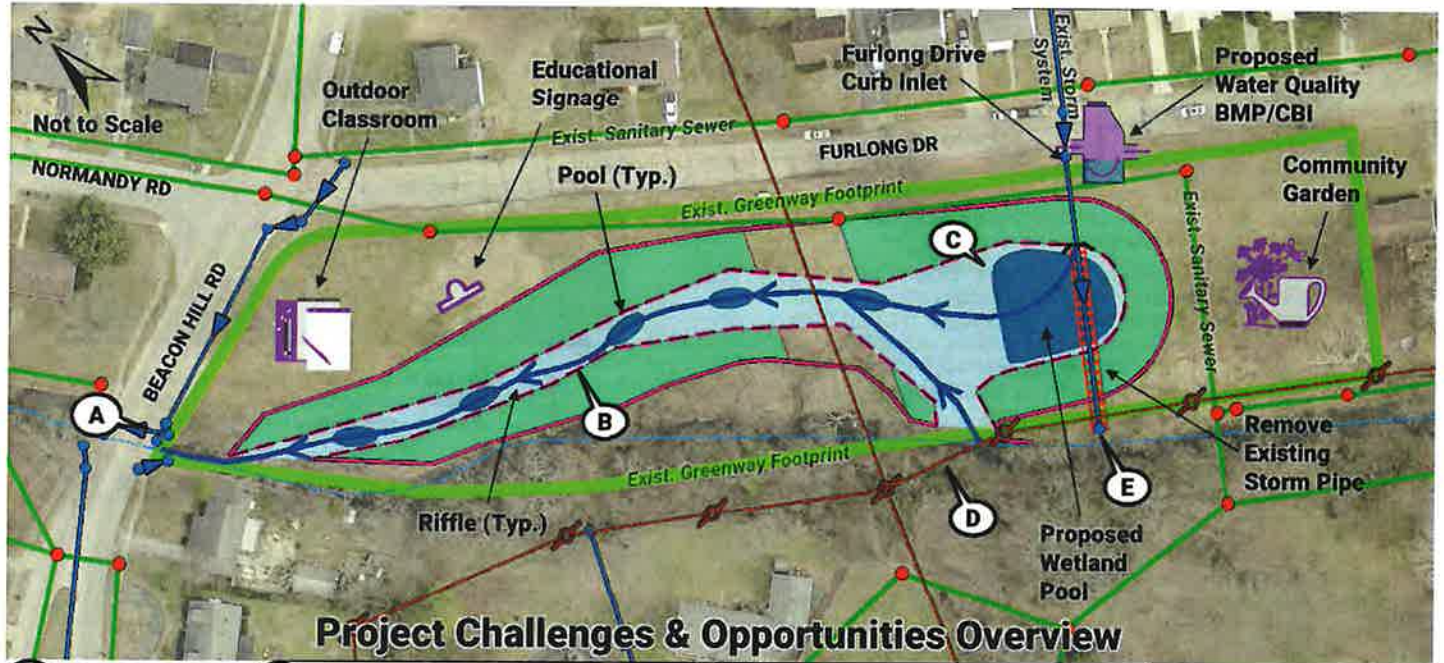 N
Not to Scale
NORMANDY RD
BEACON HILL RD
Outdoor
Classroom
Educational
Signage
Exist. Sanitary Sewer
Pool (Typ.)
FURLONG DR
Exist. Greenway Footprint
Furlong Drive
Curb Inlet
Exist. Storm
System
Proposed
Water Quality
BMP/CBI
Community
Garden
Exist. Sanitary Sewer
A
B
C
D
E
Exist. Greenway Footprint
Riffle (Typ.)
Remove
Existing
Storm Pipe
Proposed
Wetland
Pool
Project Challenges & Opportunities Overview